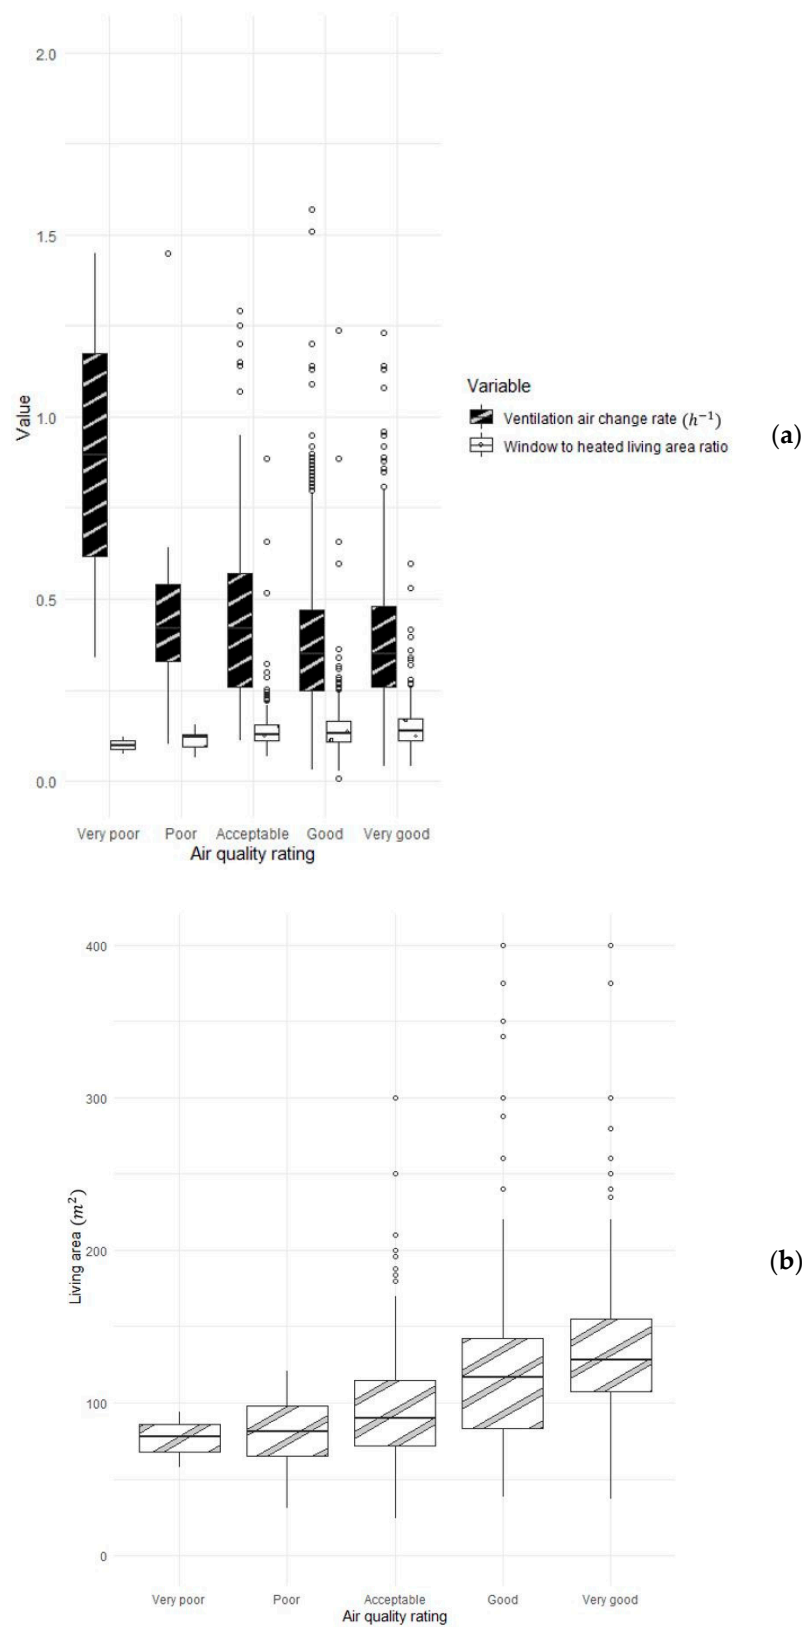 2.0
1.5
1.0
0.5
0.0
Value
Very poor Poor Acceptable Good Very good
Air quality rating
Variable
Ventilation air change rate (h⁻¹)
Window to heated living area ratio
(a)
400
300
200
100
0
Living area (m²)
Very poor Poor Acceptable Good Very good
Air quality rating
(b)